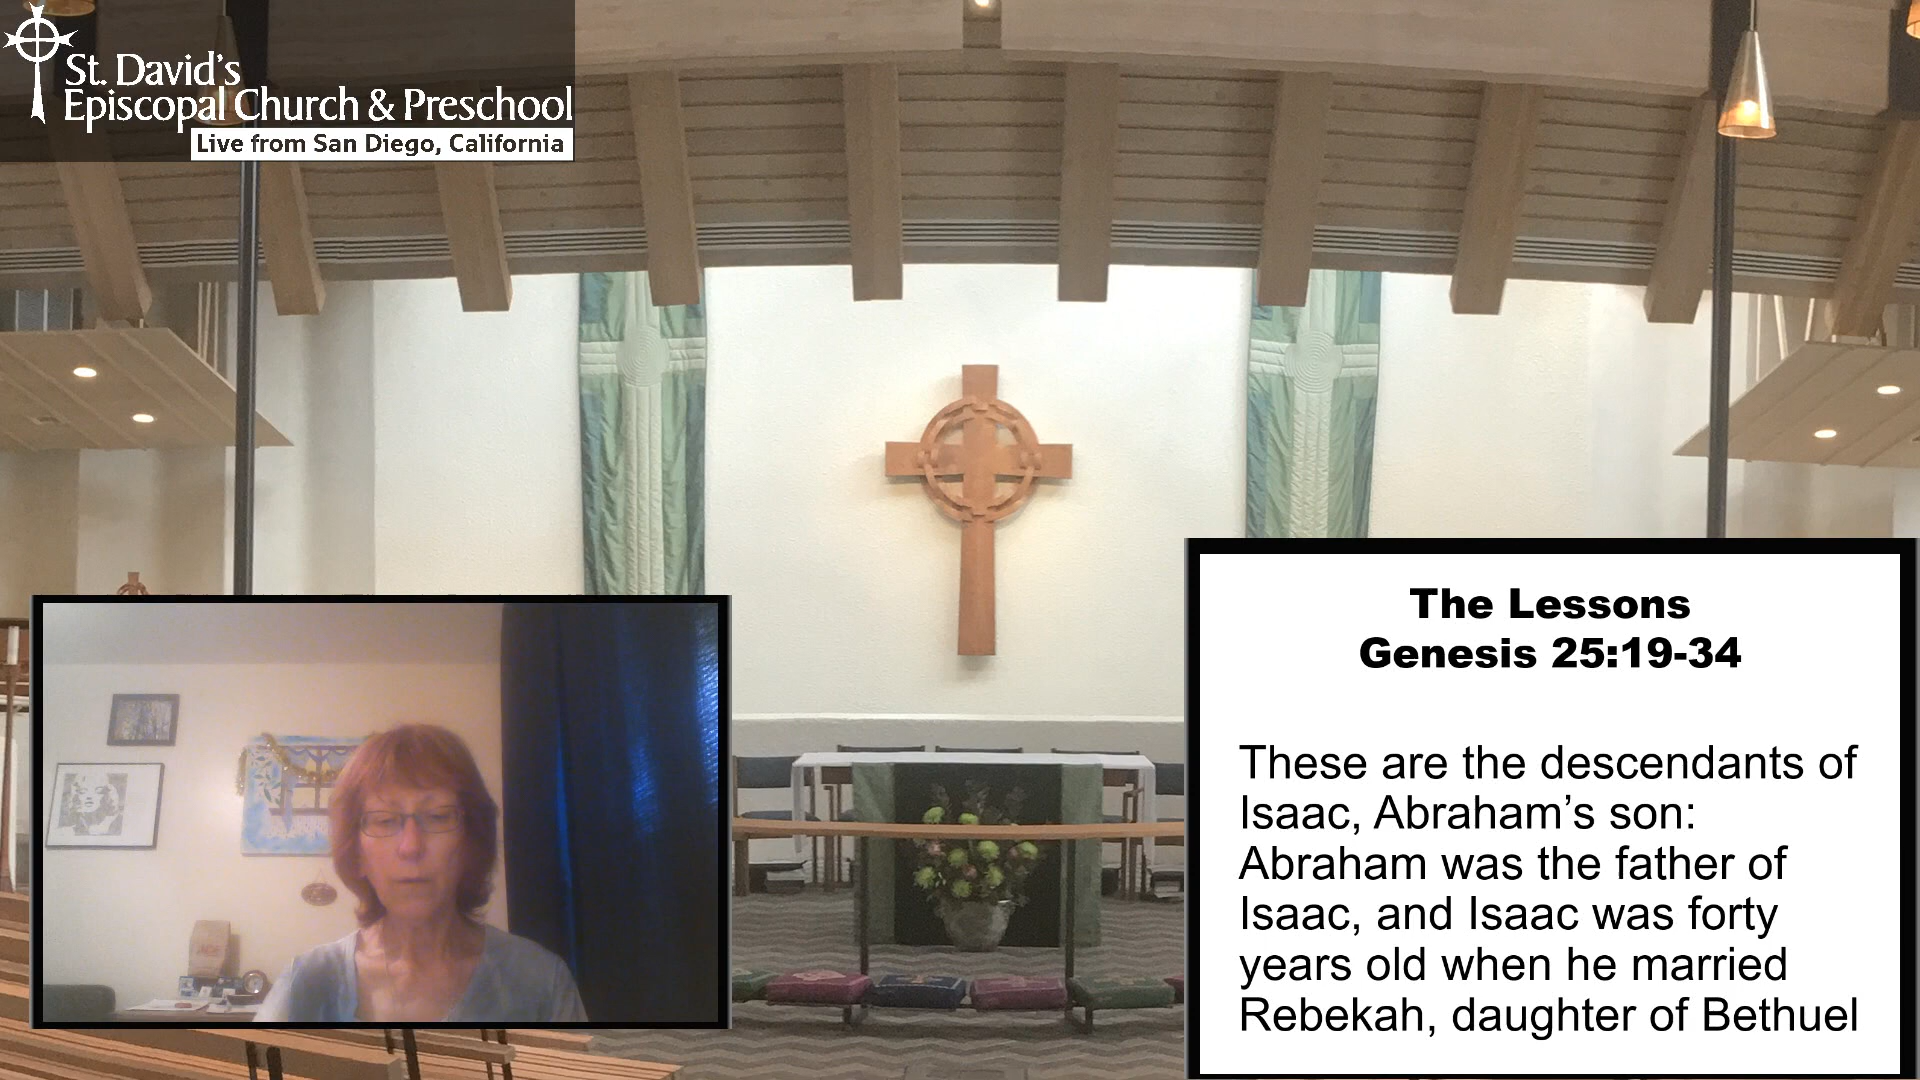 St. David's
Episcopal Church & Preschool
Live from San Diego, California
The Lessons
Genesis 25:19-34
These are the descendants of
Isaac, Abraham’s son:
Abraham was the father of
Isaac, and Isaac was forty
years old when he married
Rebekah, daughter of Bethuel